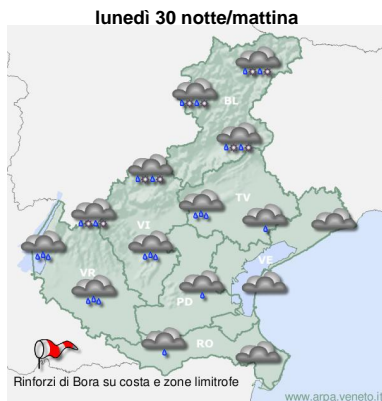 lunedì 30 notte/mattina
BL
TV
VI
VE
VR
PD
RO
Rinforzi di Bora su costa e zone limitrofe
www.arpa.veneto.it